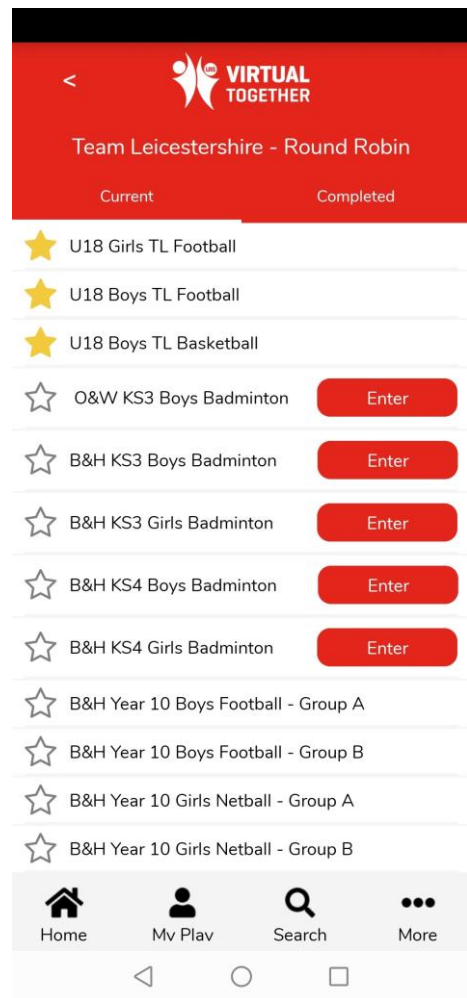 <
LIVE
VIRTUAL
TOGETHER
Team Leicestershire - Round Robin
Current Completed
U18 Girls TL Football
U18 Boys TL Football
U18 Boys TL Basketball
O&W KS3 Boys Badminton Enter
B&H KS3 Boys Badminton Enter
B&H KS3 Girls Badminton Enter
B&H KS4 Boys Badminton Enter
B&H KS4 Girls Badminton Enter
B&H Year 10 Boys Football - Group A
B&H Year 10 Boys Football - Group B
B&H Year 10 Girls Netball - Group A
B&H Year 10 Girls Netball - Group B
Home My Play Search More